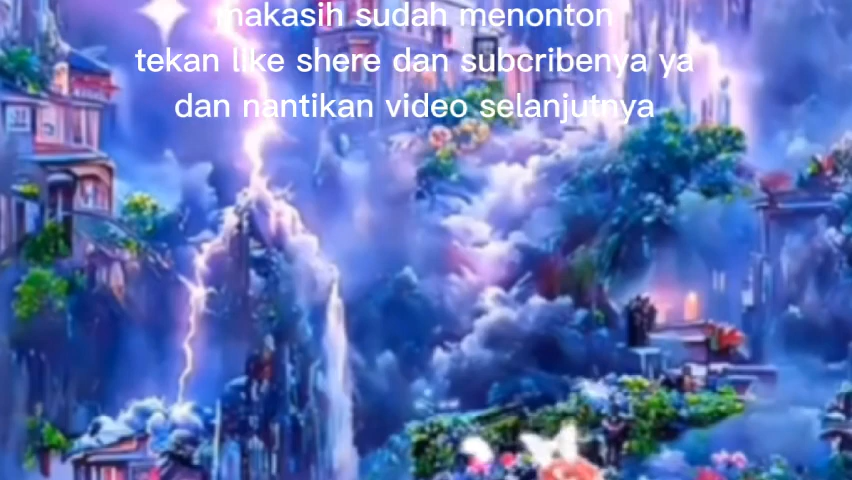 makasih sudah menonton
tekan like shere dan subcribenya ya
dan nantikan video selanjutnya